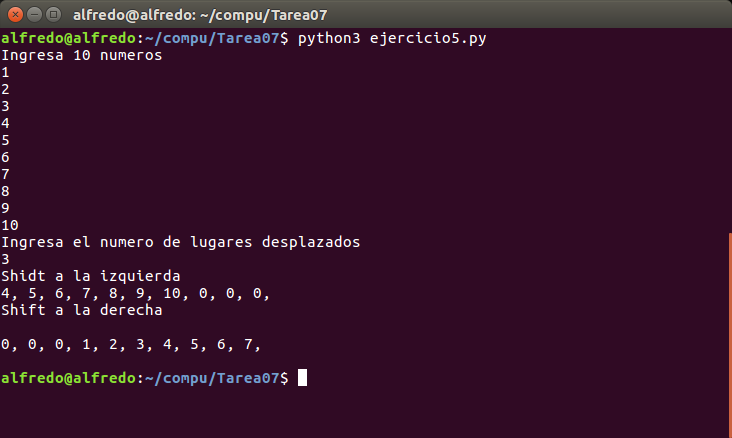 alfredo@alfredo: ~/compu/Tarea07
alfredo@alfredo:~/compu/Tarea07$ python3 ejercicio5.py
Ingresa 10 numeros
1
2
3
4
5
6
7
8
9
10
Ingresa el numero de lugares desplazados
3
Shidt a la izquierda
4, 5, 6, 7, 8, 9, 10, 0, 0, 0,
Shift a la derecha
0, 0, 0, 1, 2, 3, 4, 5, 6, 7,
alfredo@alfredo:~/compu/Tarea07$